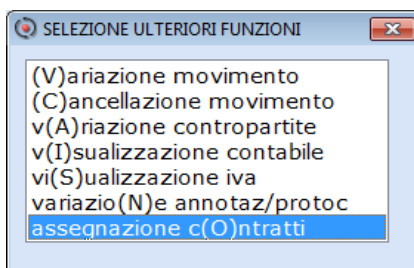 SELEZIONE ULTERIORI FUNZIONI
(V)ariazione movimento
(C)ancellazione movimento
v(A)riazione contropartite
v(I)sualizzazione contabile
vi(S)ualizzazione iva
variazio(N)e annotaz/protoc
assegnazione c(O)ntratti